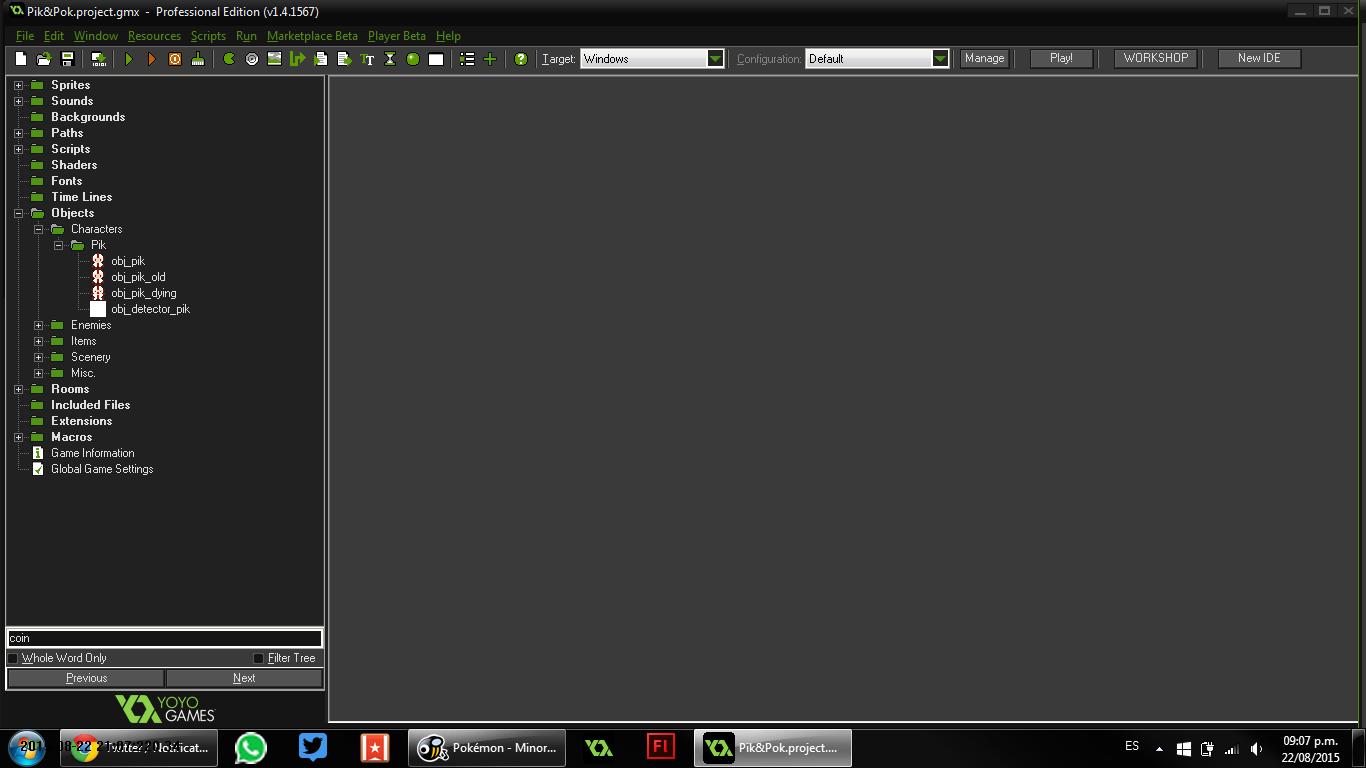 Pik&Pok.project.gmx - Professional Edition (v1.4.1567)
File Edit Window Resources Scripts Run Marketplace Beta Player Beta Help
Target: Windows Configuration: Default Manage Play! WORKSHOP New IDE
Sprites
Sounds
Backgrounds
Paths
Scripts
Shaders
Fonts
Time Lines
Objects
Characters
Pik
obj_pik
obj_pik_old
obj_pik_dying
obj_detector_pik
Enemies
Items
Scenery
Misc.
Rooms
Included Files
Extensions
Macros
Game Information
Global Game Settings
coin
Whole Word Only Filter Tree
Previous Next
YOYO
GAMES
Pokémon - Minor... Fl Pik&Pok.project.... ES 09:07 p.m.
22/08/2015